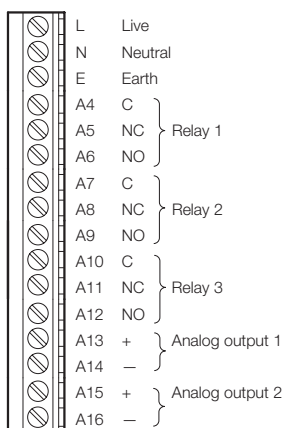 L Live
N Neutral
E Earth
A4 C
A5 NC Relay 1
A6 NO
A7 C
A8 NC Relay 2
A9 NO
A10 C
A11 NC Relay 3
A12 NO
A13 + Analog output 1
A14 –
A15 + Analog output 2
A16 –